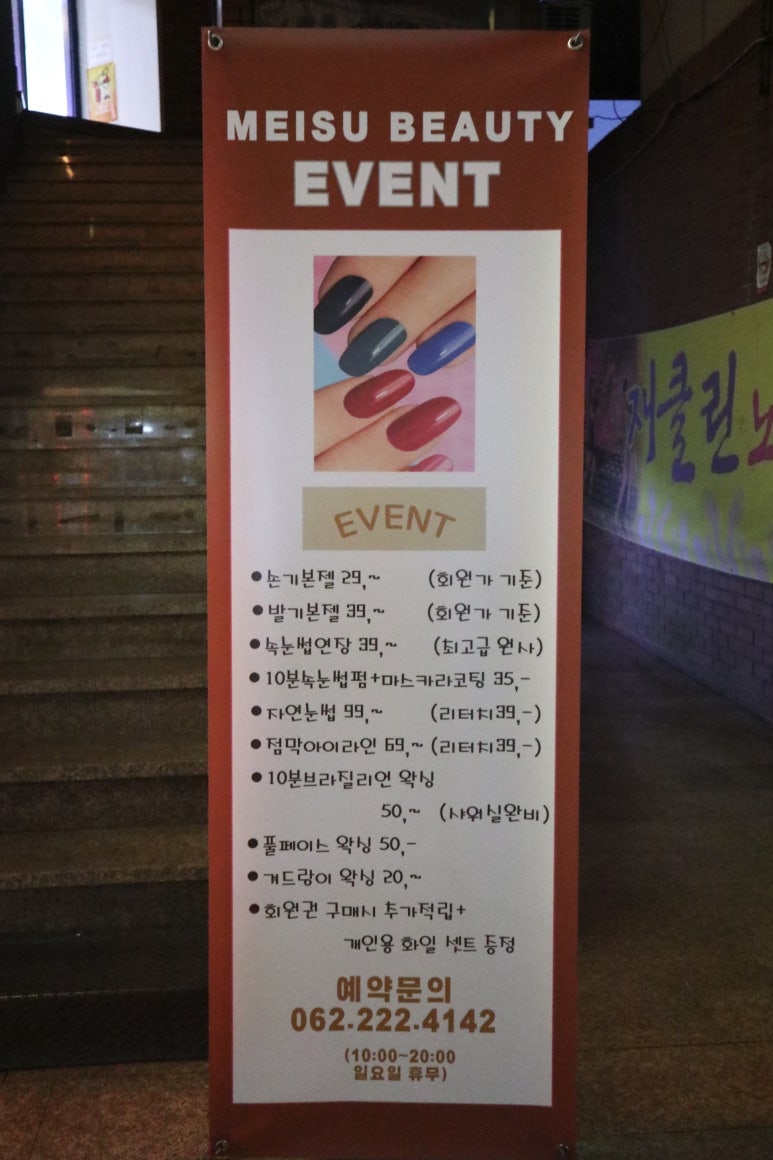 MEISU BEAUTY
EVENT
EVENT
●손기본젤 29,~ (회원가 기준)
●발기본젤 39,~ (회원가 기준)
●속눈썹연장 39,~ (최고급 원사)
●10분속눈썹펌+마스카라코팅 35,-
●자연눈썹 99,~ (리터치39,-)
●점막아이라인 69,~ (리터치39,-)
●10분브라질리언 왁싱
50,~ (샤워실완비)
●풀페이스 왁싱 50,-
●겨드랑이 왁싱 20,~
●회원권 구매시 추가적립+
개인용 화일 셋트 증정
예약문의
062.222.4142
(10:00~20:00
일요일 휴무)
재클린 노